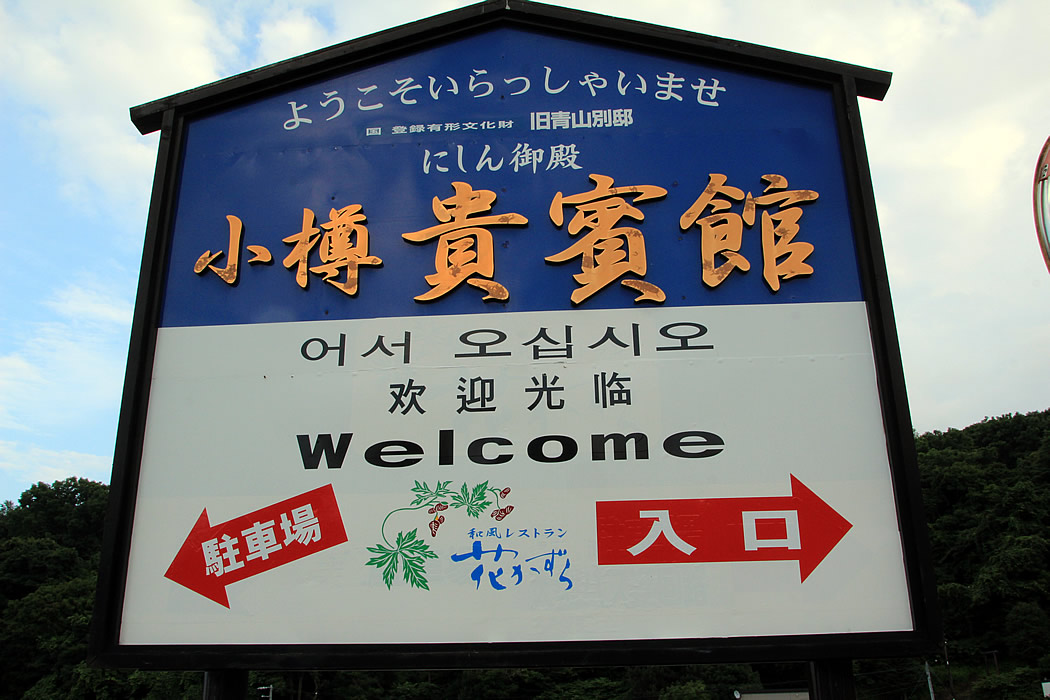 ようこそいらっしゃいませ
国 登録有形文化財 旧青山別邸
にしん御殿
小樽 貴賓館
어서 오십시오
欢迎光临
Welcome
駐車場
和風レストラン
花かずら
入口